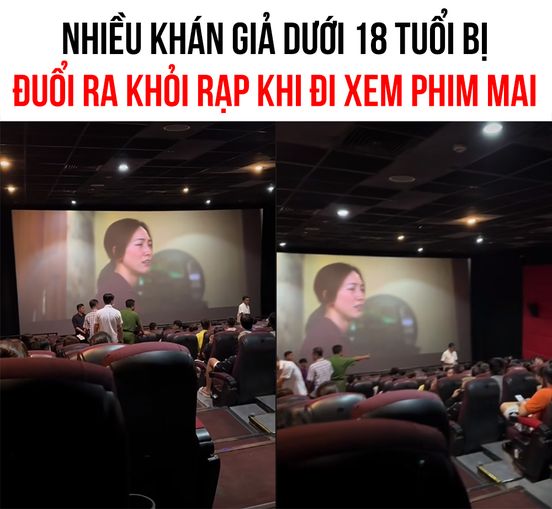 NHIỀU KHÁN GIẢ DƯỚI 18 TUỔI BỊ
ĐUỔI RA KHỎI RẠP KHI ĐI XEM PHIM MAI